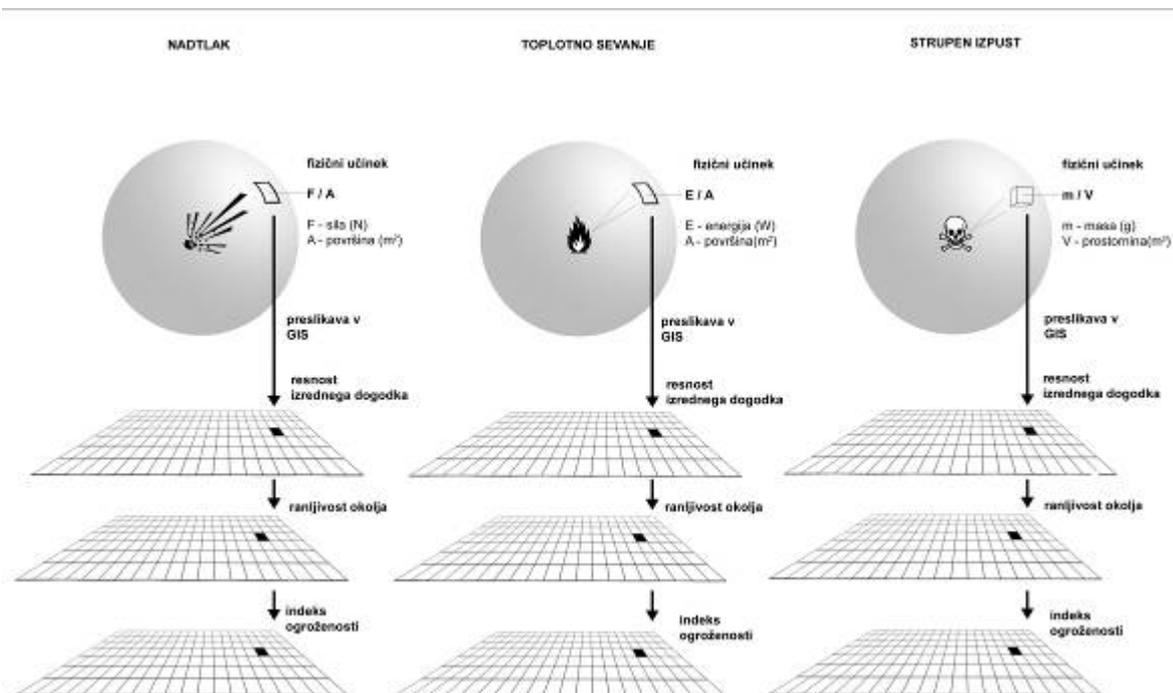 NADTLAK
fizični učinek
F / A
F - sila (N)
A - površina (m²)
preslikava v
GIS
resnost
izrednega dogodka
ranljivost okolja
indeks
ogroženosti
TOPLOTNO SEVANJE
fizični učinek
E / A
E - energija (W)
A - površina(m²)
preslikava v
GIS
resnost
izrednega dogodka
ranljivost okolja
indeks
ogroženosti
STRUPEN IZPUST
fizični učinek
m / V
m - masa (g)
V - prostornina(m³)
preslikava v
GIS
resnost
izrednega dogodka
ranljivost okolja
indeks
ogroženosti